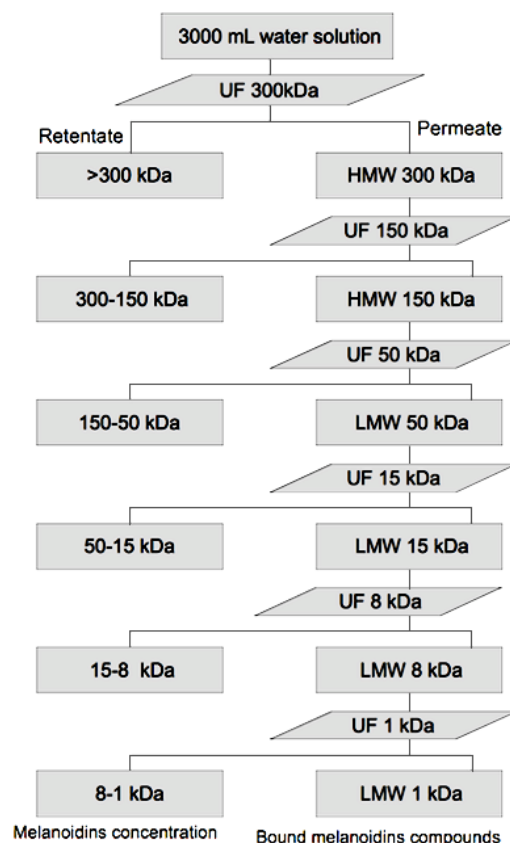 3000 mL water solution
UF 300kDa
Retentate
Permeate
>300 kDa
HMW 300 kDa
UF 150 kDa
300-150 kDa
HMW 150 kDa
UF 50 kDa
150-50 kDa
LMW 50 kDa
UF 15 kDa
50-15 kDa
LMW 15 kDa
UF 8 kDa
15-8 kDa
LMW 8 kDa
UF 1 kDa
8-1 kDa
LMW 1 kDa
Melanoidins concentration
Bound melanoidins compounds